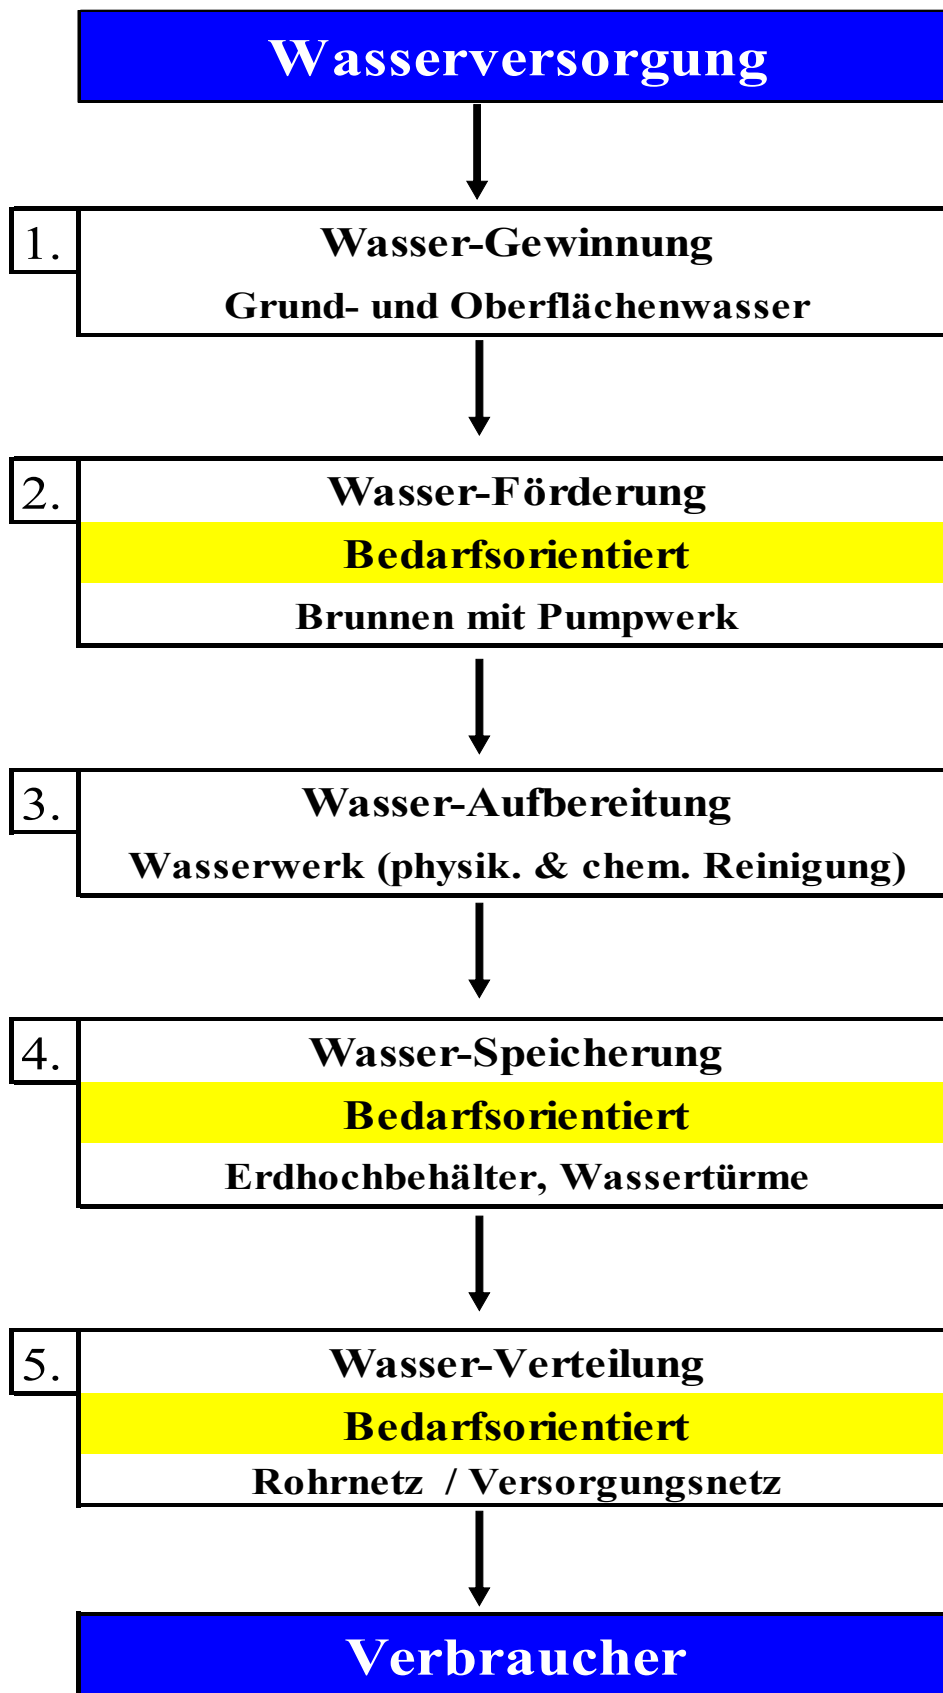 Wasserversorgung
1. Wasser-Gewinnung
Grund- und Oberflächenwasser
2. Wasser-Förderung
Bedarfsorientiert
Brunnen mit Pumpwerk
3. Wasser-Aufbereitung
Wasserwerk (physik. & chem. Reinigung)
4. Wasser-Speicherung
Bedarfsorientiert
Erdhochbehälter, Wassertürme
5. Wasser-Verteilung
Bedarfsorientiert
Rohrnetz / Versorgungsnetz
Verbraucher